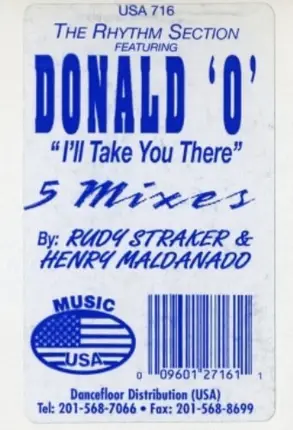 USA 716
THE RHYTHM SECTION
FEATURING
DONALD 'O'
"I'll Take You There"
5 Mixes
By: RUDY STRAKER &
HENRY MALDANADO
MUSIC
USA
0 09601 27161 1
Dancefloor Distribution (USA)
Tel: 201-568-7066 • Fax: 201-568-8699